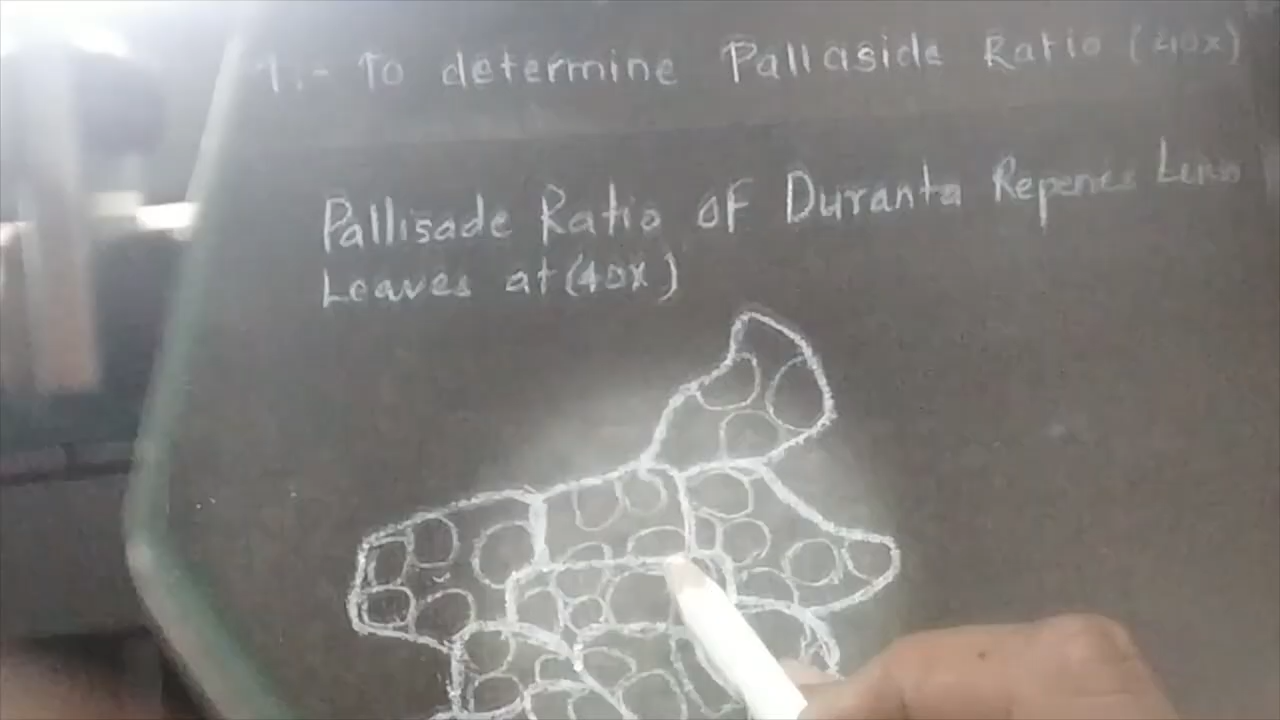 1:- To determine Pallaside Ratio (40x)
Pallisade Ratio OF Duranta Repenes
Leaves at (40x)